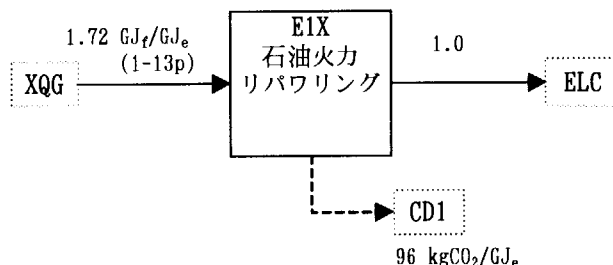 1.72 GJf/GJe
(1-13p)
XQG
E1X
石油火力
リパワリング
1.0
ELC
CD1
96 kgCO2/GJe